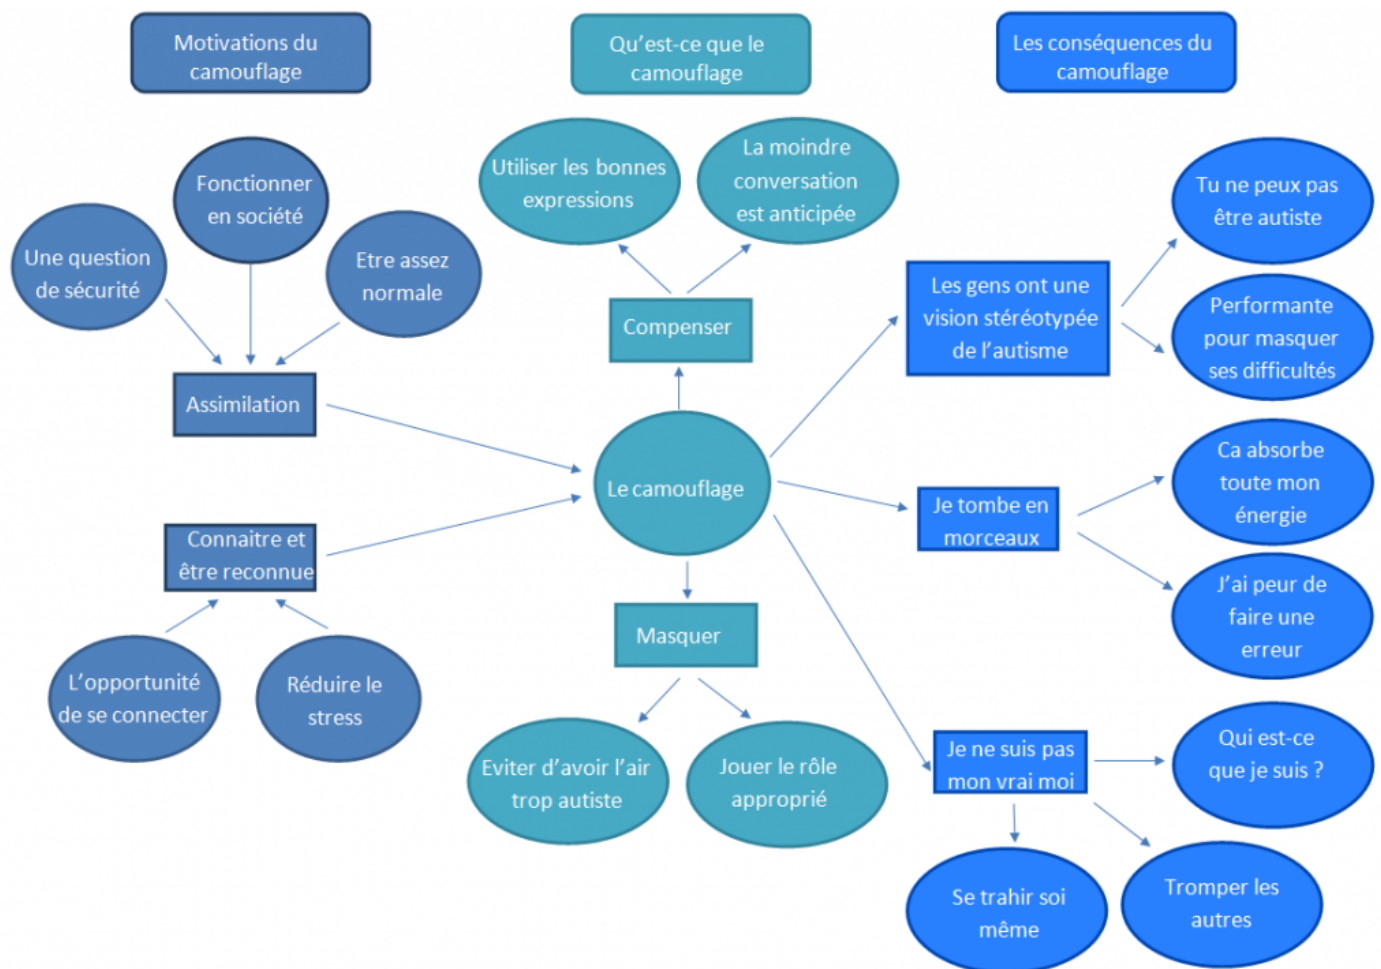 Motivations du
camouflage
Qu'est-ce que le
camouflage
Les conséquences du
camouflage
Fonctionner
en société
Une question
de sécurité
Etre assez
normale
Assimilation
Connaitre et
être reconnue
L'opportunité
de se connecter
Réduire le
stress
Utiliser les bonnes
expressions
La moindre
conversation
est anticipée
Compenser
Le camouflage
Masquer
Eviter d'avoir l'air
trop autiste
Jouer le rôle
approprié
Les gens ont une
vision stéréotypée
de l'autisme
Tu ne peux pas
être autiste
Performante
pour masquer
ses difficultés
Je tombe en
morceaux
Ca absorbe
toute mon
énergie
J'ai peur de
faire une
erreur
Je ne suis pas
mon vrai moi
Qui est-ce
que je suis ?
Se trahir soi
même
Tromper les
autres